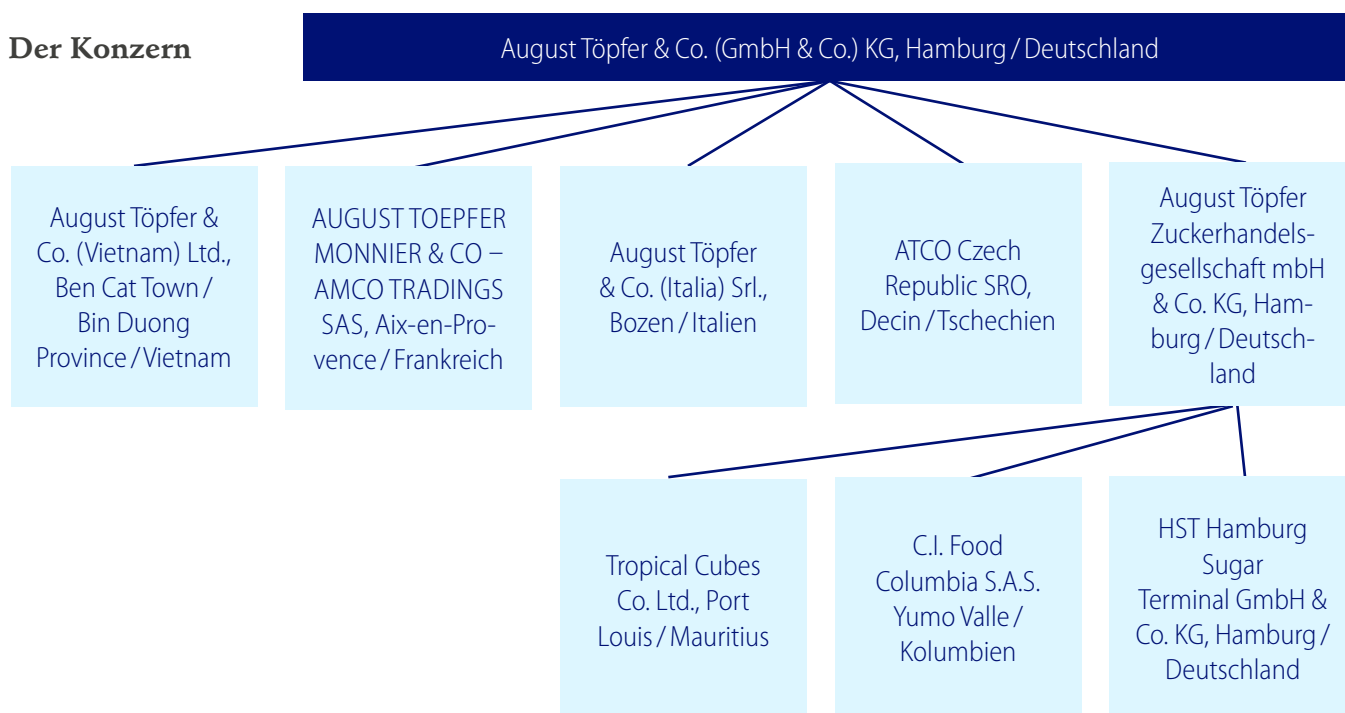 Der Konzern
August Töpfer & Co. (GmbH & Co.) KG, Hamburg / Deutschland
August Töpfer &
Co. (Vietnam) Ltd.,
Ben Cat Town /
Bin Duong
Province / Vietnam
AUGUST TOEPFER
MONNIER & CO –
AMCO TRADINGS
SAS, Aix-en-Pro-
vence / Frankreich
August Töpfer
& Co. (Italia) Srl.,
Bozen / Italien
ATCO Czech
Republic SRO,
Decin / Tschechien
August Töpfer
Zuckerhandels-
gesellschaft mbH
& Co. KG, Ham-
burg / Deutsch-
land
Tropical Cubes
Co. Ltd., Port
Louis / Mauritius
C.I. Food
Columbia S.A.S.
Yumo Valle /
Kolumbien
HST Hamburg
Sugar
Terminal GmbH &
Co. KG, Hamburg /
Deutschland